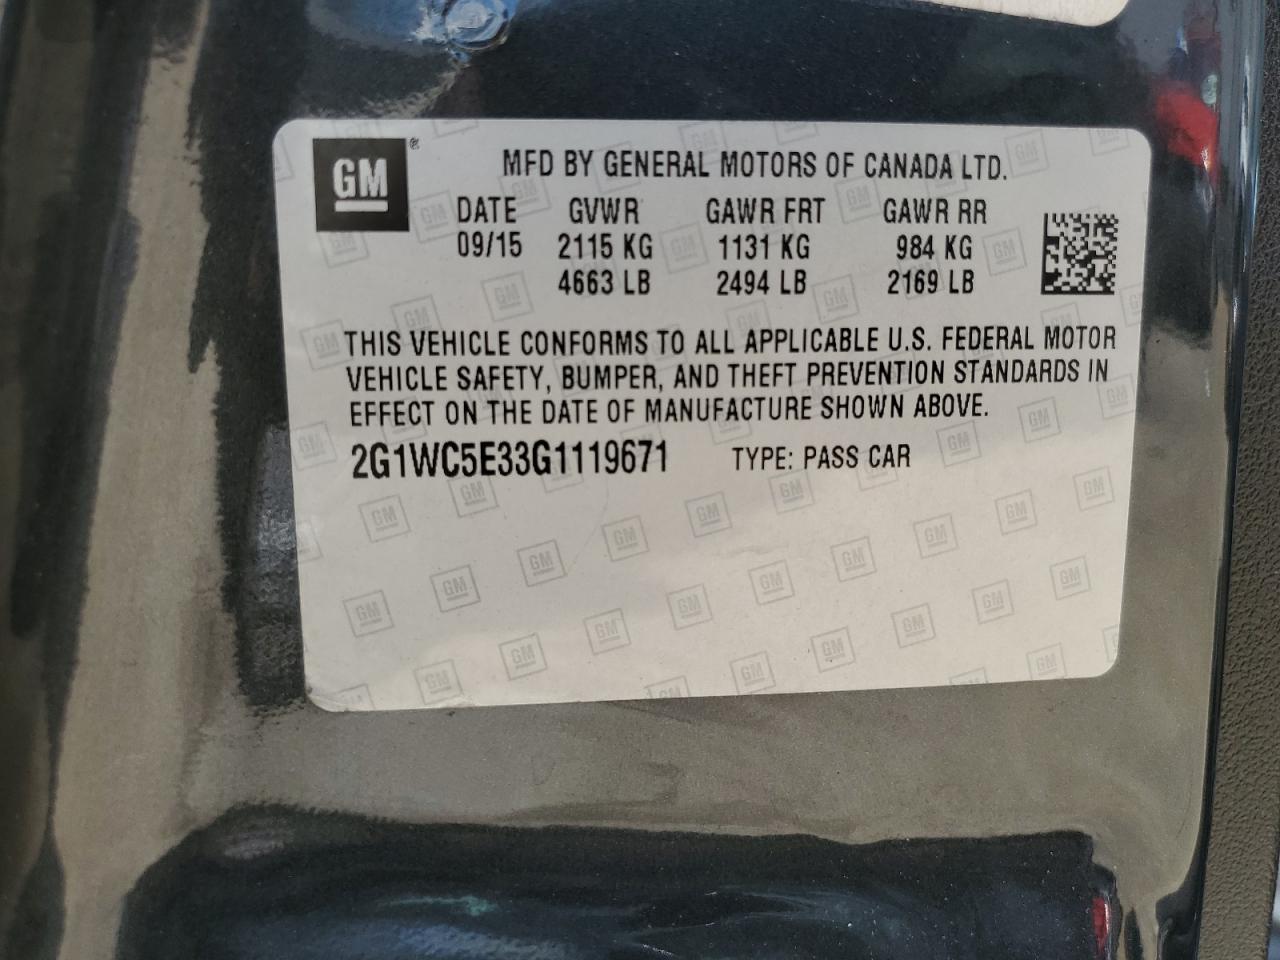 GM®
MFD BY GENERAL MOTORS OF CANADA LTD.
DATE GVWR GAWR FRT GAWR RR
09/15 2115 KG 1131 KG 984 KG
4663 LB 2494 LB 2169 LB
THIS VEHICLE CONFORMS TO ALL APPLICABLE U.S. FEDERAL MOTOR
VEHICLE SAFETY, BUMPER, AND THEFT PREVENTION STANDARDS IN
EFFECT ON THE DATE OF MANUFACTURE SHOWN ABOVE.
2G1WC5E33G1119671 TYPE: PASS CAR